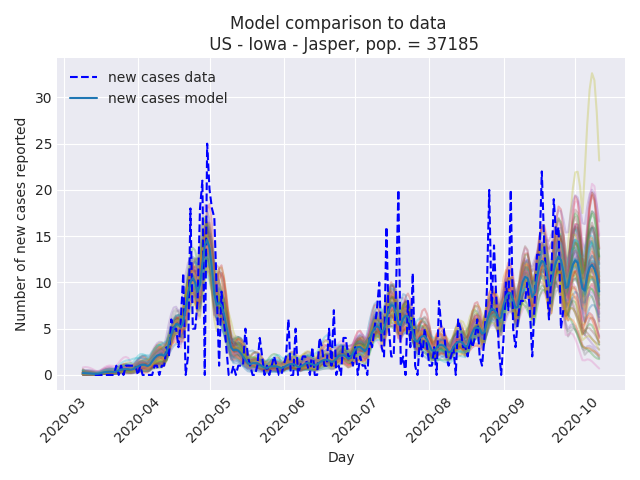 Model comparison to data
US - Iowa - Jasper, pop. = 37185
new cases data
new cases model
Number of new cases reported
30
25
20
15
10
5
0
2020-03
2020-04
2020-05
2020-06
2020-07
2020-08
2020-09
2020-10
Day